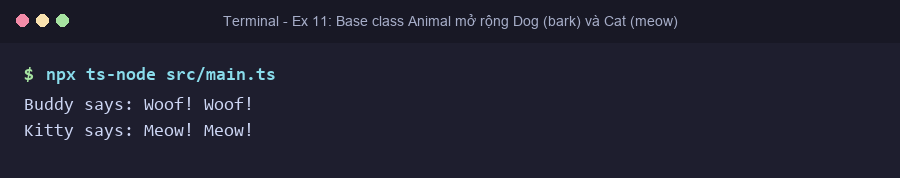 Terminal - Ex 11: Base class Animal mở rộng Dog (bark) và Cat (meow)
$ npx ts-node src/main.ts
Buddy says: Woof! Woof!
Kitty says: Meow! Meow!